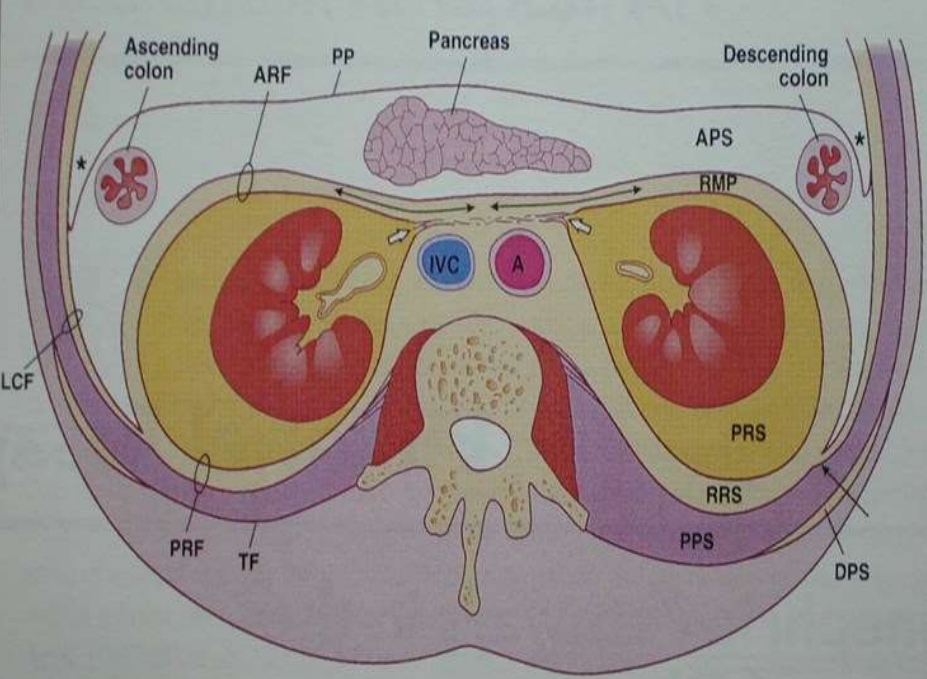 Ascending
colon
ARF
PP
Pancreas
Descending
colon
*
APS
*
RMP
IVC
A
LCF
PRS
RRS
PRF
TF
PPS
DPS